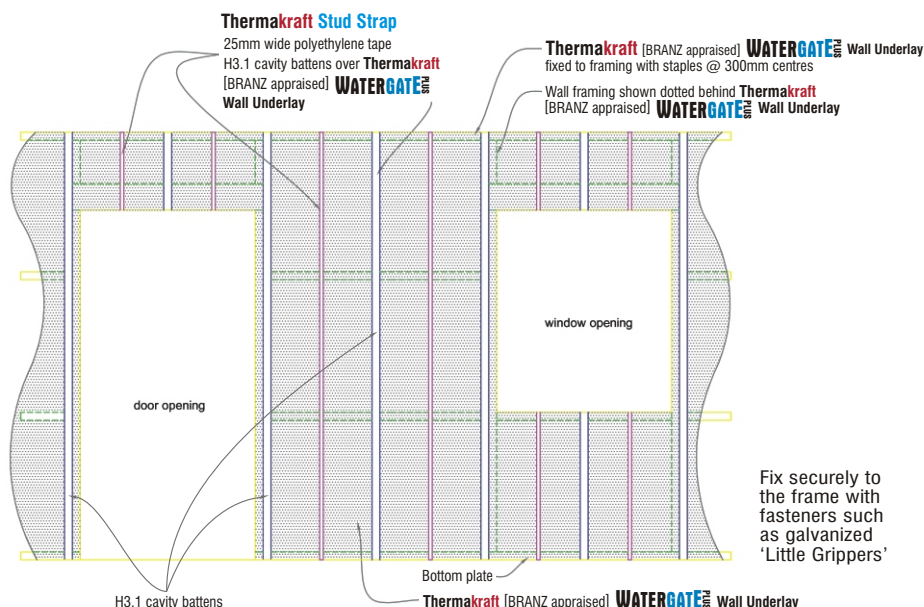 Thermakraft Stud Strap
25mm wide polyethylene tape
H3.1 cavity battens over Thermakraft
[BRANZ appraised] WATERGATE PLUS
Wall Underlay
Thermakraft [BRANZ appraised] WATERGATE PLUS Wall Underlay
fixed to framing with staples @ 300mm centres
Wall framing shown dotted behind Thermakraft
[BRANZ appraised] WATERGATE PLUS Wall Underlay
window opening
door opening
Fix securely to
the frame with
fasteners such
as galvanized
‘Little Grippers’
Bottom plate
H3.1 cavity battens
Thermakraft [BRANZ appraised] WATERGATE PLUS Wall Underlay